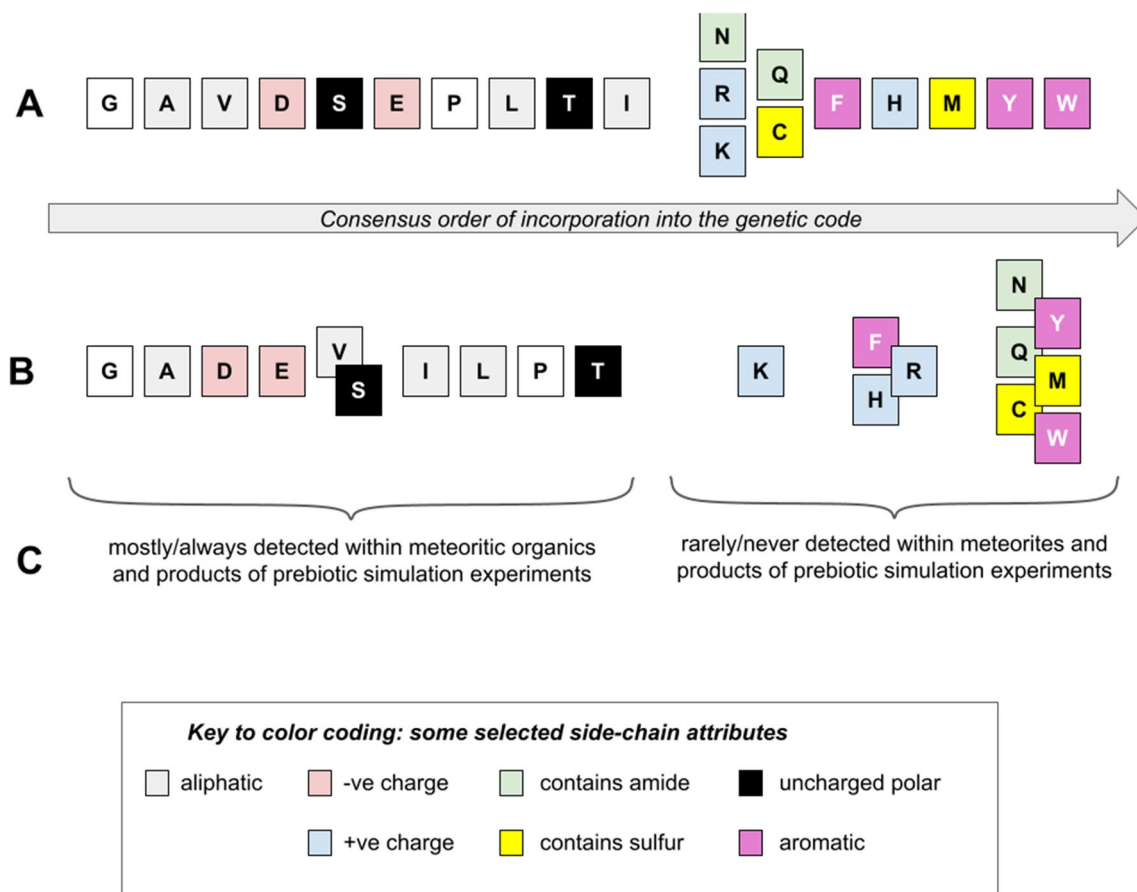 N
Q
A G A V D S E P L T I R F H M Y W
C
K
Consensus order of incorporation into the genetic code
N
Y
F V
B G A D E S I L P T K R Q M
H C
W
mostly/always detected within meteoritic organics
and products of prebiotic simulation experiments
C
rarely/never detected within meteorites and
products of prebiotic simulation experiments
Key to color coding: some selected side-chain attributes
aliphatic -ve charge contains amide uncharged polar
+ve charge contains sulfur aromatic